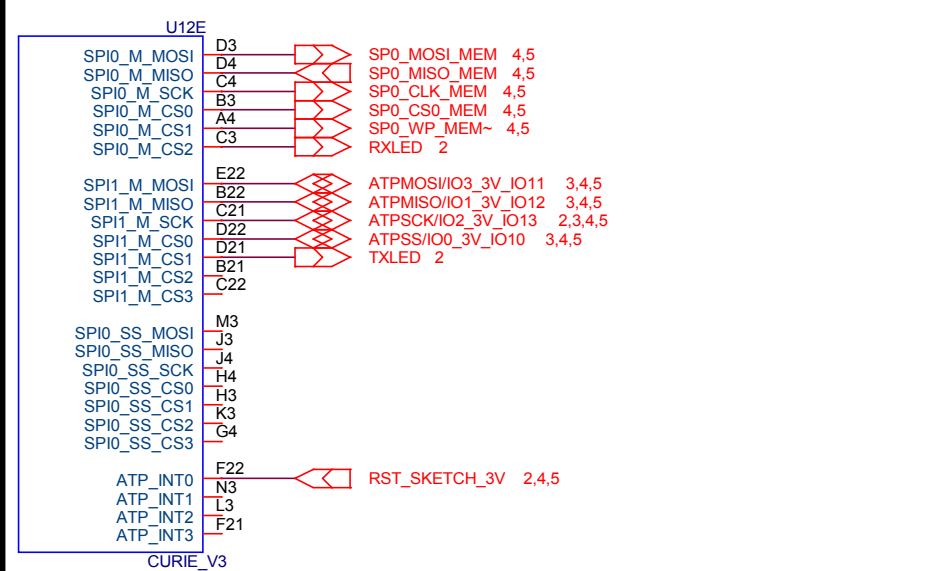 U12E
SPI0_M_MOSI D3 SP0_MOSI_MEM 4,5
SPI0_M_MISO D4 SP0_MISO_MEM 4,5
SPI0_M_SCK C4 SP0_CLK_MEM 4,5
SPI0_M_CS0 B3 SP0_CS0_MEM 4,5
SPI0_M_CS1 A4 SP0_WP_MEM~ 4,5
SPI0_M_CS2 C3 RXLED 2
SPI1_M_MOSI E22 ATPMOSI/IO3_3V_IO11 3,4,5
SPI1_M_MISO B22 ATPMISO/IO1_3V_IO12 3,4,5
SPI1_M_SCK C21 ATPSCK/IO2_3V_IO13 2,3,4,5
SPI1_M_CS0 D22 ATPSS/IO0_3V_IO10 3,4,5
SPI1_M_CS1 D21 TXLED 2
SPI1_M_CS2 B21
SPI1_M_CS3 C22
SPI0_SS_MOSI M3
SPI0_SS_MISO J3
SPI0_SS_SCK J4
SPI0_SS_CS0 H4
SPI0_SS_CS1 H3
SPI0_SS_CS2 K3
SPI0_SS_CS3 G4
ATP_INT0 F22 RST_SKETCH_3V 2,4,5
ATP_INT1 N3
ATP_INT2 L3
ATP_INT3 F21
CURIE_V3